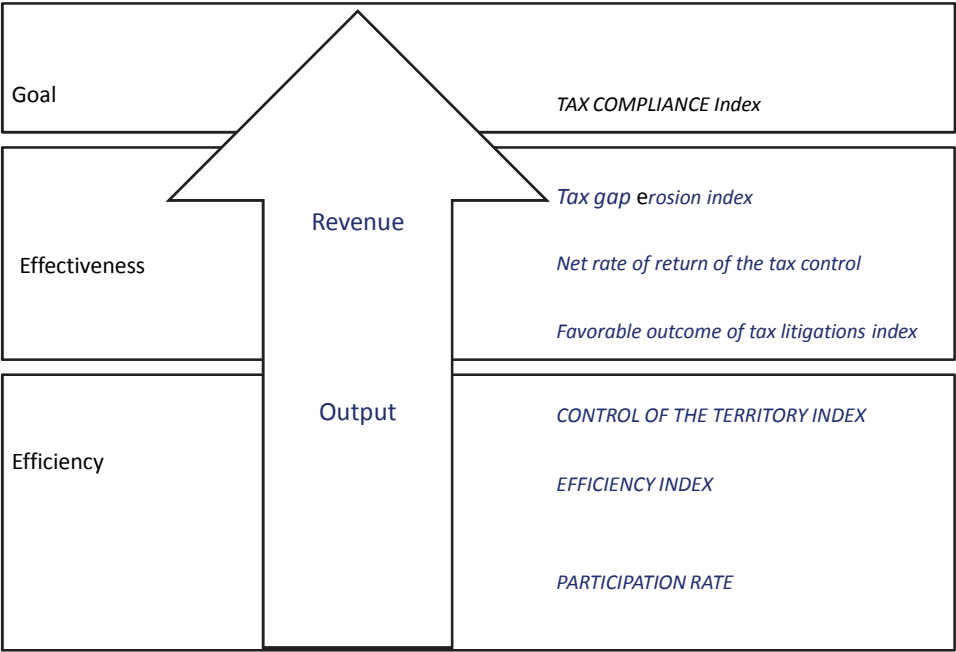 Goal
TAX COMPLIANCE Index
Tax gap erosion index
Revenue
Effectiveness
Net rate of return of the tax control
Favorable outcome of tax litigations index
Output
CONTROL OF THE TERRITORY INDEX
Efficiency
EFFICIENCY INDEX
PARTICIPATION RATE